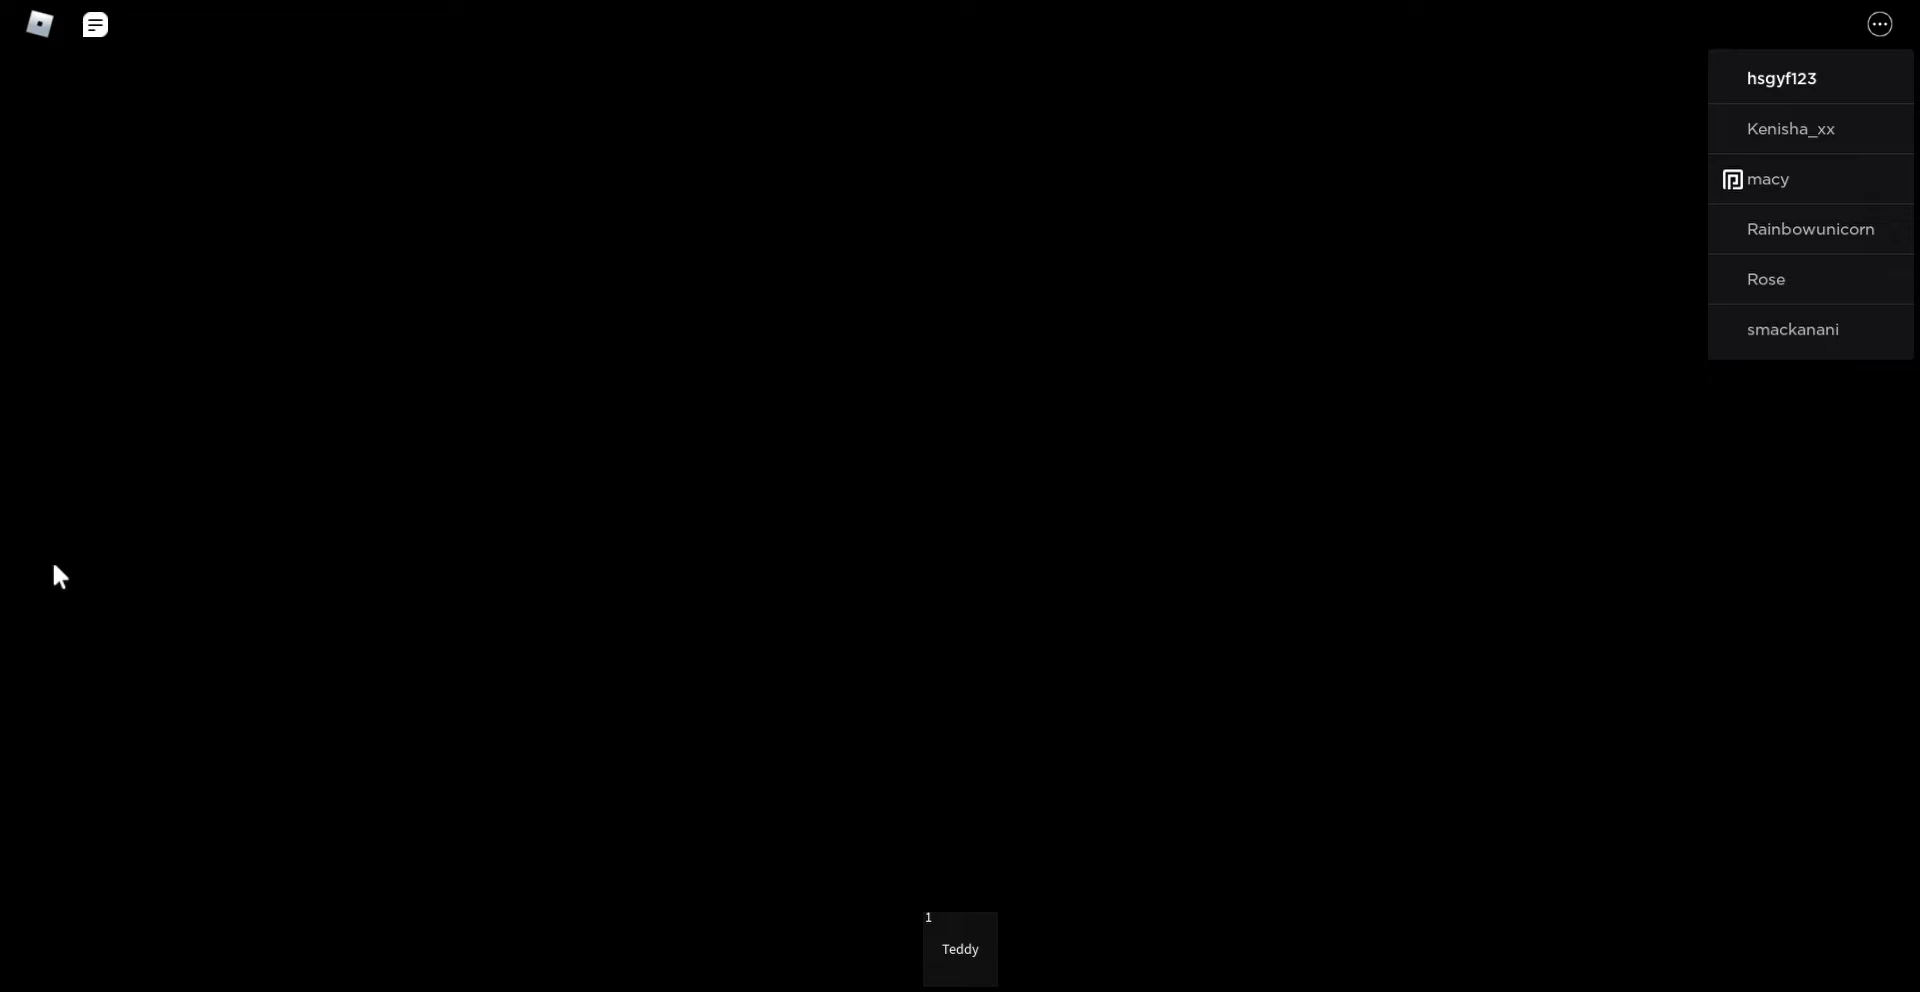 hsgyf123
Kenisha_xx
macy
Rainbowunicorn
Rose
smackanani
1
Teddy